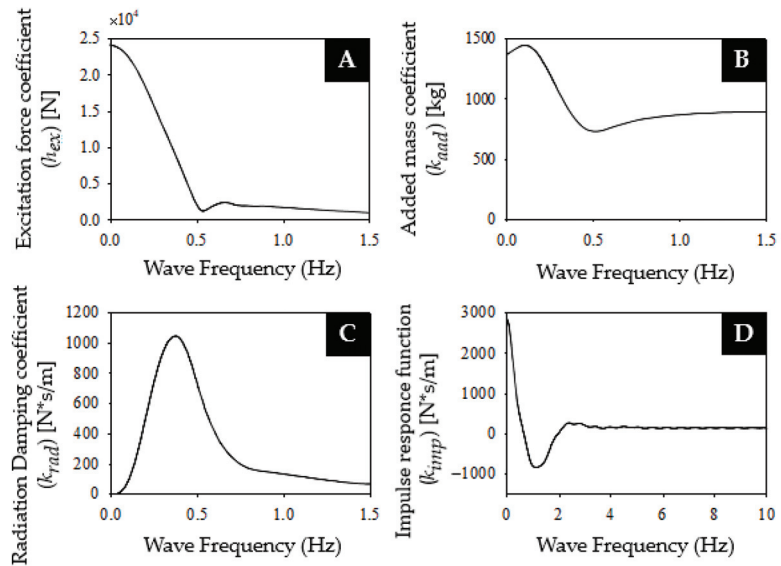 ×10⁴
2.5
2.0
1.5
1.0
0.5
0.0
0.0 0.5 1.0 1.5
Wave Frequency (Hz)
Excitation force coefficient
(hₑₓ) [N]
A
1500
1000
500
0
0 0.5 1.0 1.5
Wave Frequency (Hz)
Added mass coefficient
(kₐₐd) [kg]
B
1200
1000
800
600
400
200
0
0.0 0.5 1.0 1.5
Wave Frequency (Hz)
Radiation Damping coefficient
(k_rad) [N*s/m]
C
3000
2000
1000
0
−1000
0 2 4 6 8 10
Wave Frequency (Hz)
Impulse responce function
(k_imp) [N*s/m]
D